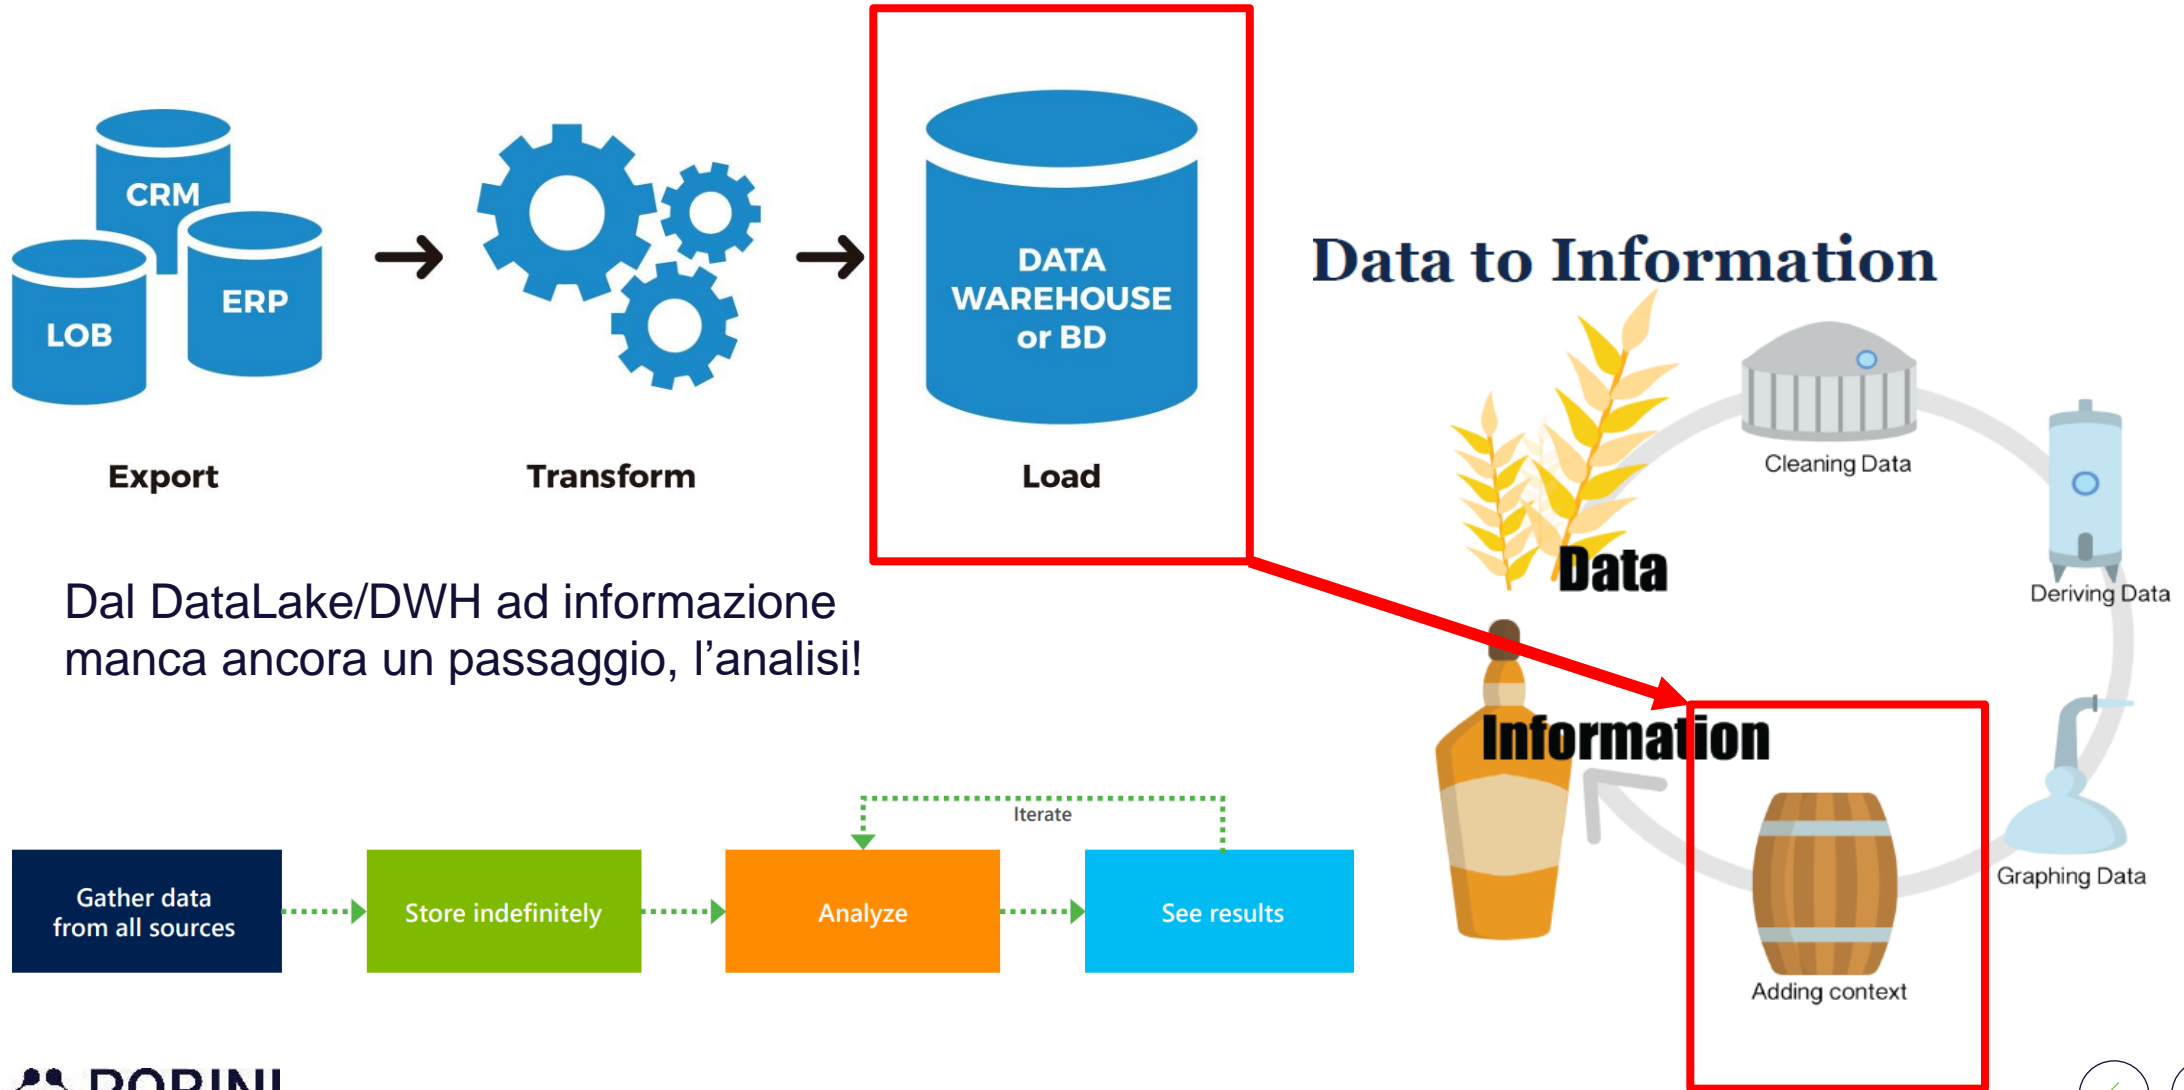 CRM
LOB
ERP
DATA
WAREHOUSE
or BD
Export
Transform
Load
Data to Information
Cleaning Data
Data
Deriving Data
Information
Graphing Data
Adding context
Dal DataLake/DWH ad informazione
manca ancora un passaggio, l’analisi!
Iterate
Gather data
from all sources
Store indefinitely
Analyze
See results
PORINI